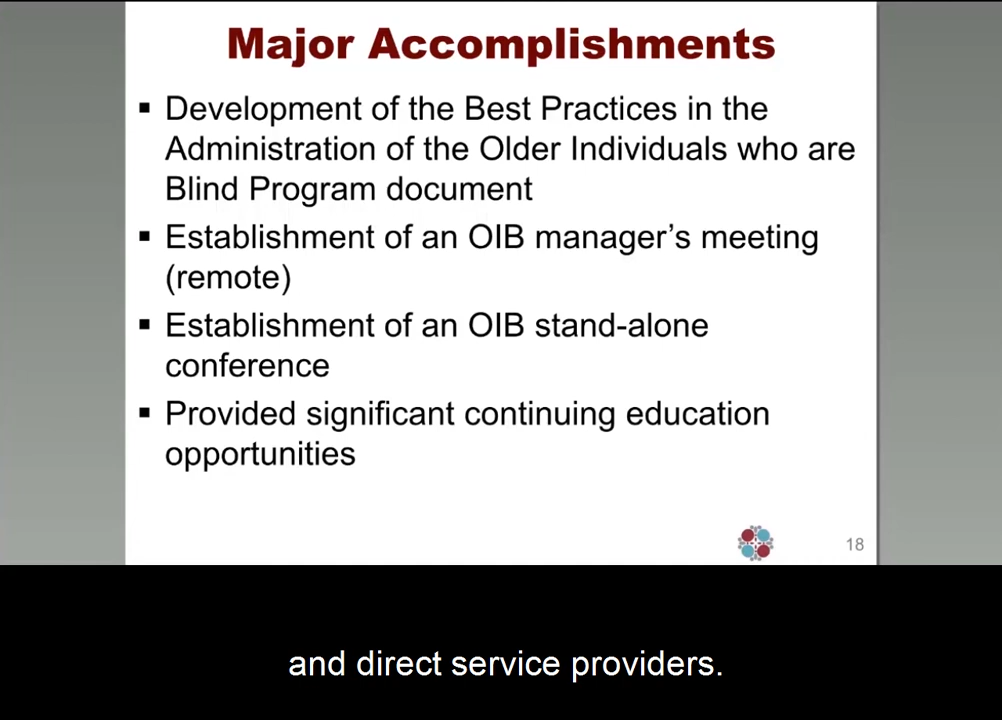 Major Accomplishments
▪ Development of the Best Practices in the
Administration of the Older Individuals who are
Blind Program document
▪ Establishment of an OIB manager’s meeting
(remote)
▪ Establishment of an OIB stand-alone
conference
▪ Provided significant continuing education
opportunities
18
and direct service providers.